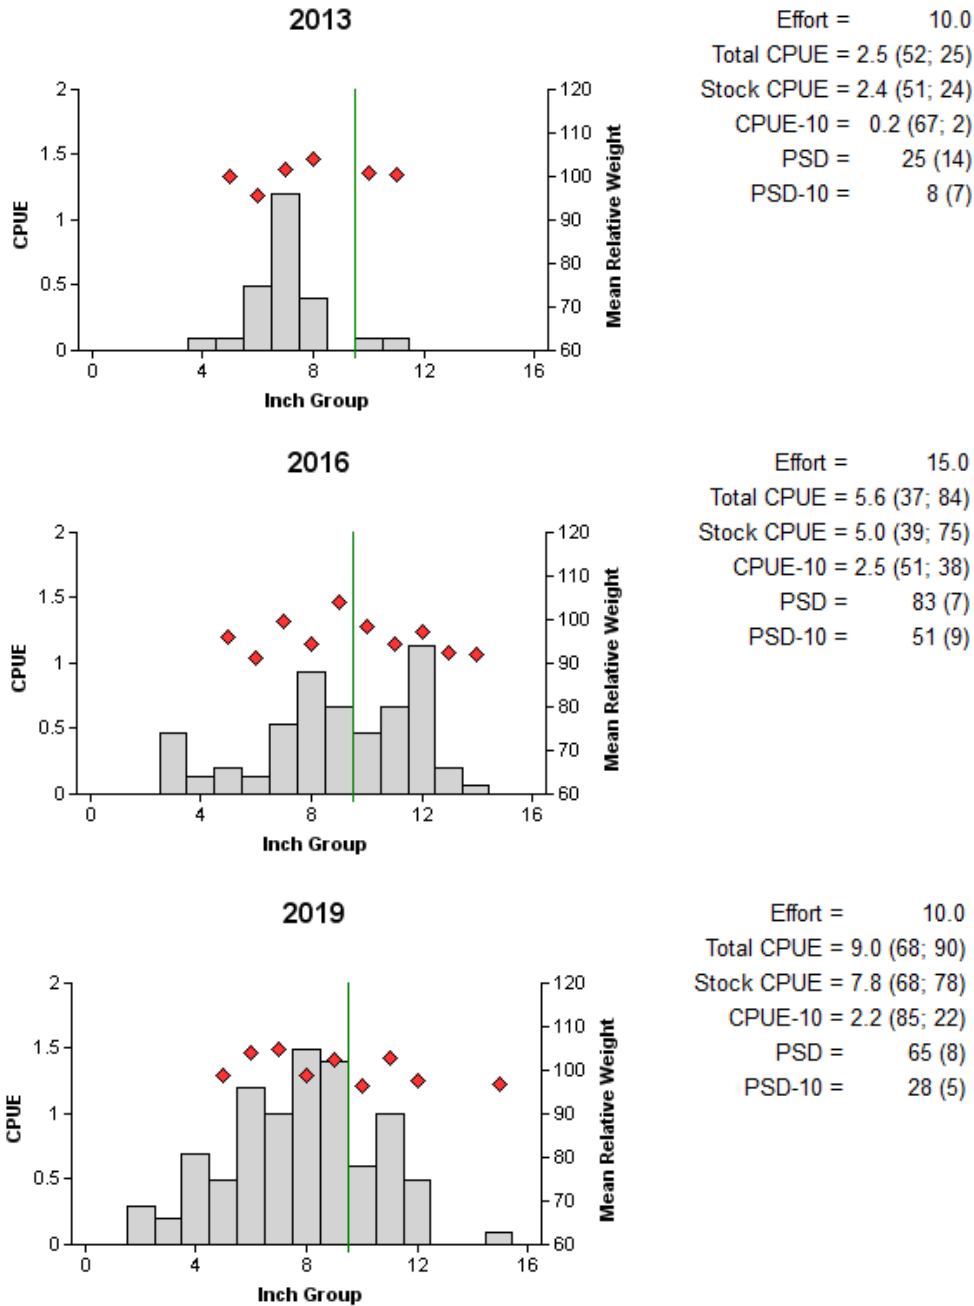 2013
Effort = 10.0
Total CPUE = 2.5 (52; 25)
Stock CPUE = 2.4 (51; 24)
CPUE-10 = 0.2 (67; 2)
PSD = 25 (14)
PSD-10 = 8 (7)
2
1.5
1
0.5
0
CPUE
120
110
100
90
80
70
60
Mean Relative Weight
0 4 8 12 16
Inch Group
2016
Effort = 15.0
Total CPUE = 5.6 (37; 84)
Stock CPUE = 5.0 (39; 75)
CPUE-10 = 2.5 (51; 38)
PSD = 83 (7)
PSD-10 = 51 (9)
2
1.5
1
0.5
0
CPUE
120
110
100
90
80
70
60
Mean Relative Weight
0 4 8 12 16
Inch Group
2019
Effort = 10.0
Total CPUE = 9.0 (68; 90)
Stock CPUE = 7.8 (68; 78)
CPUE-10 = 2.2 (85; 22)
PSD = 65 (8)
PSD-10 = 28 (5)
2
1.5
1
0.5
0
CPUE
120
110
100
90
80
70
60
Mean Relative Weight
0 4 8 12 16
Inch Group